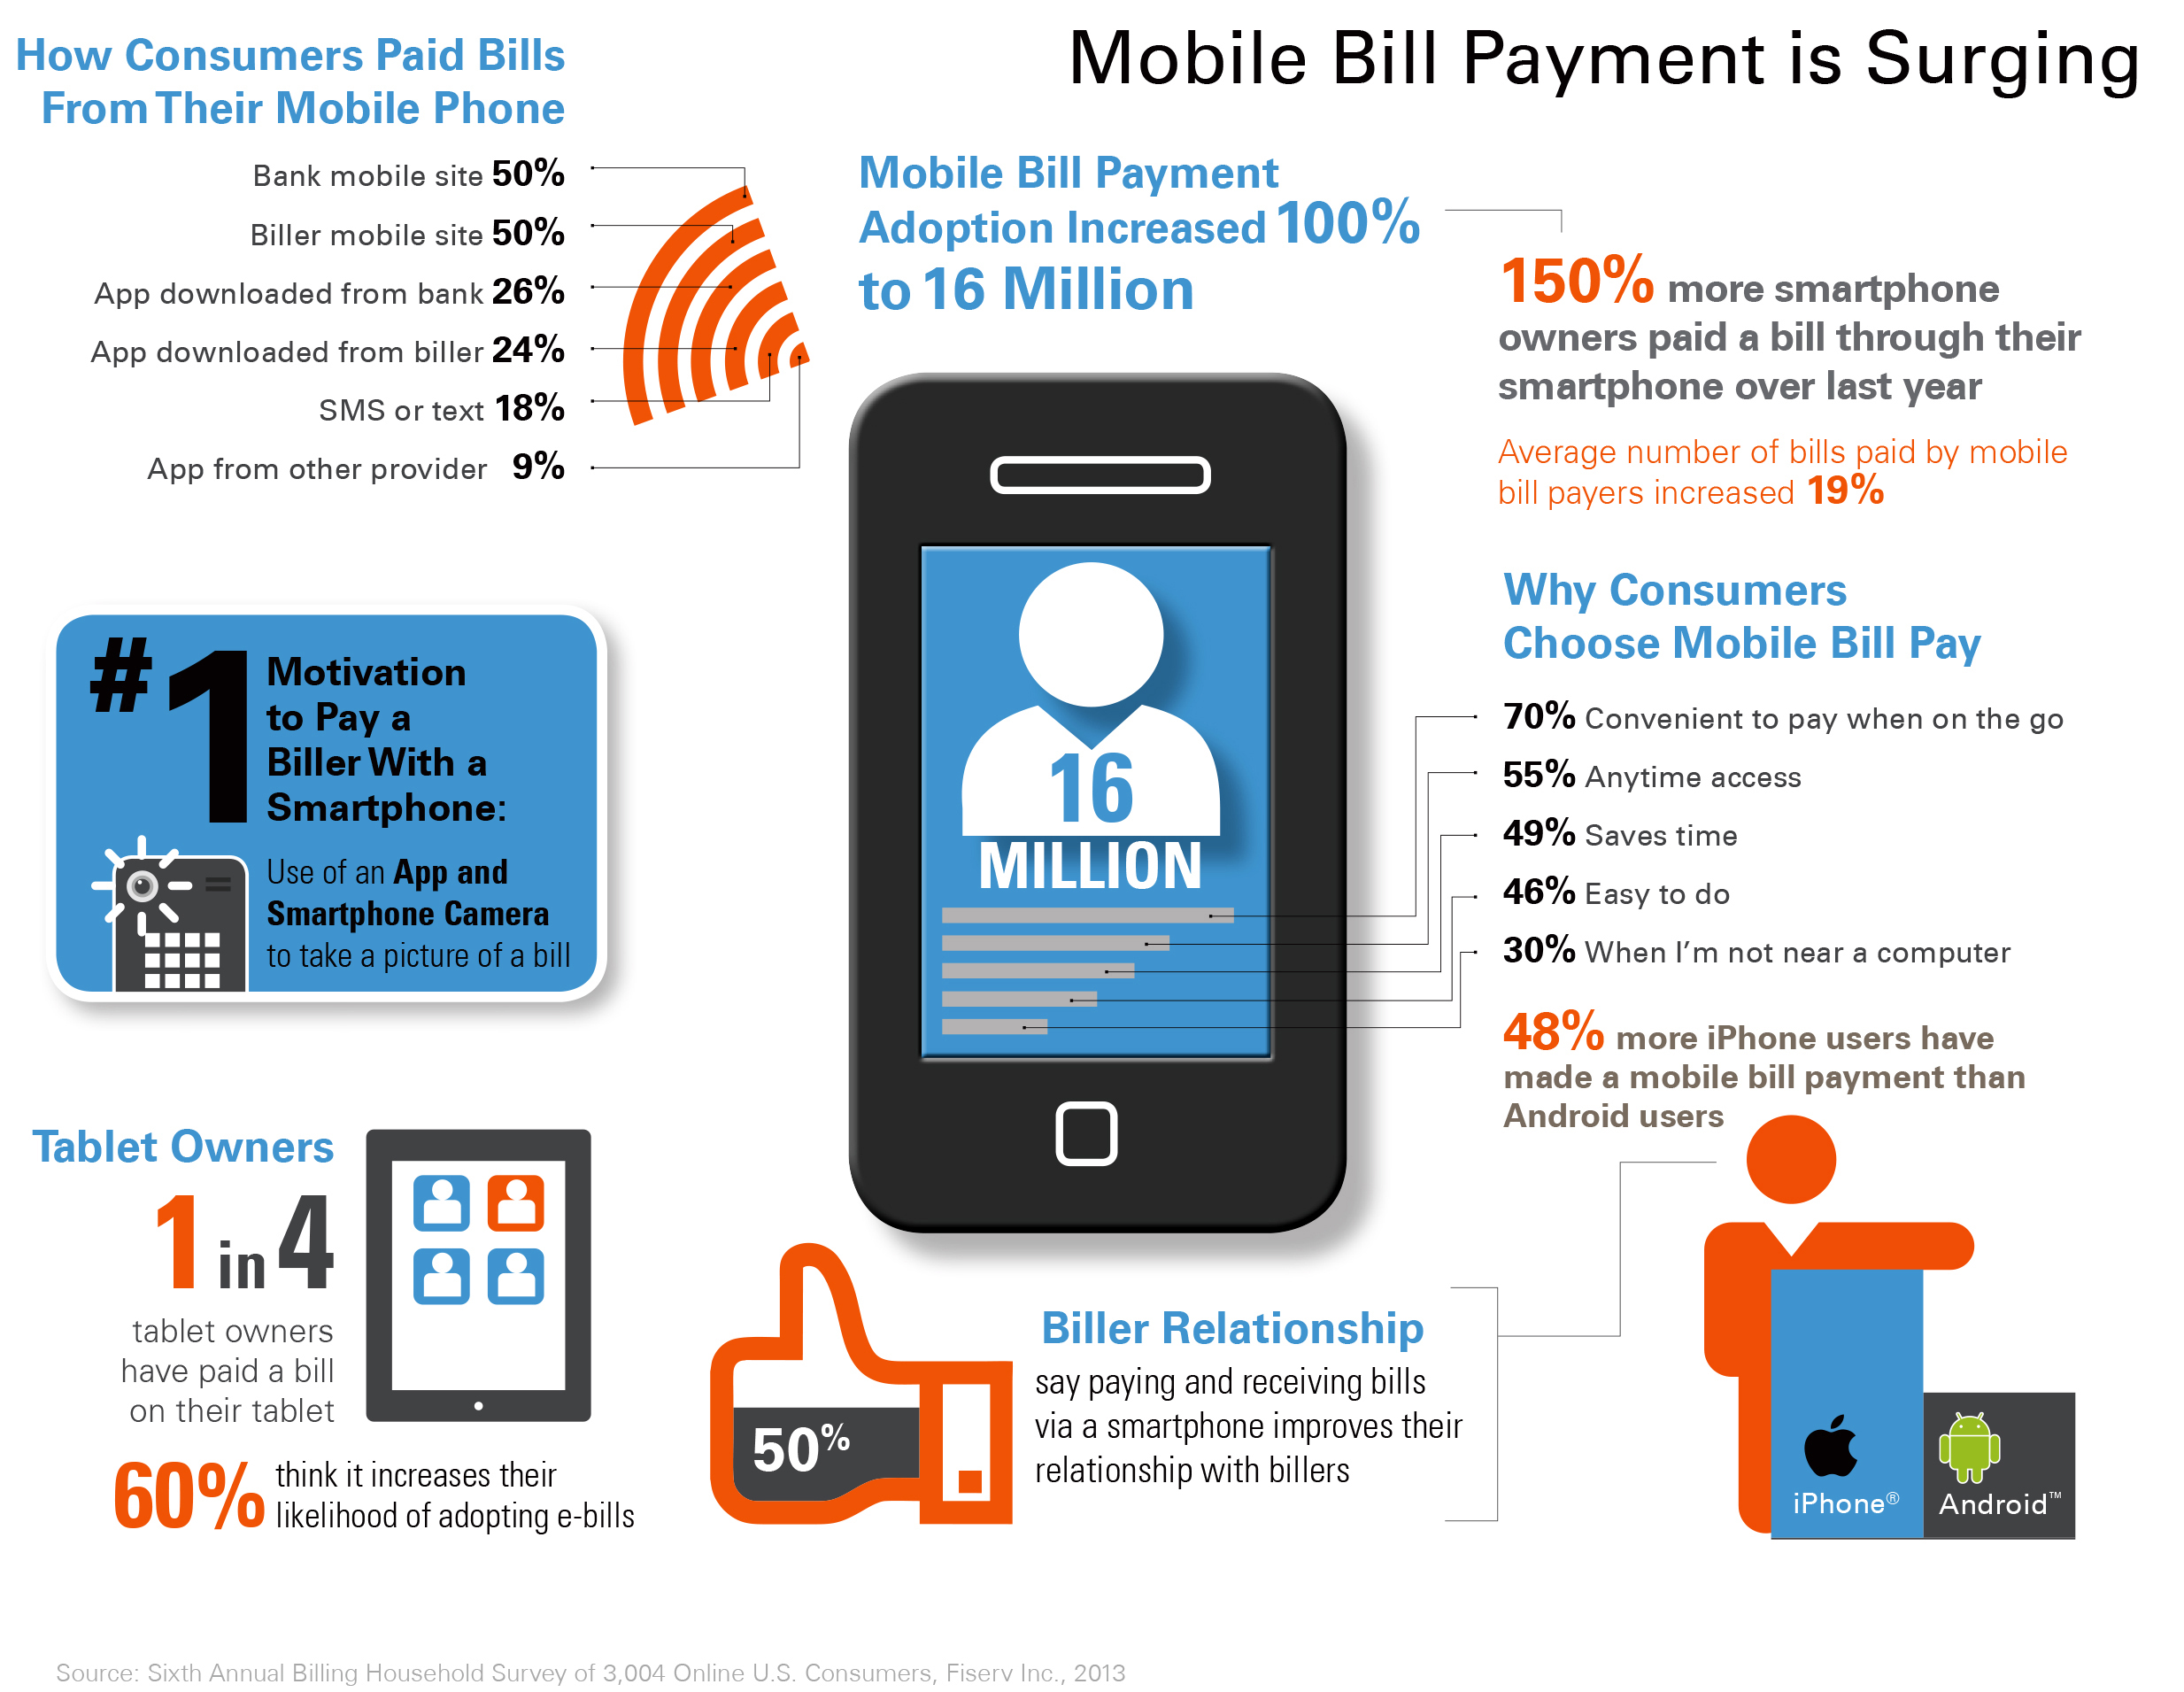 Mobile Bill Payment is Surging
How Consumers Paid Bills
From Their Mobile Phone
Bank mobile site 50%
Biller mobile site 50%
App downloaded from bank 26%
App downloaded from biller 24%
SMS or text 18%
App from other provider 9%
Mobile Bill Payment
Adoption Increased 100%
to 16 Million
150% more smartphone
owners paid a bill through their
smartphone over last year
Average number of bills paid by mobile
bill payers increased 19%
#1
Motivation
to Pay a
Biller With a
Smartphone:
Use of an App and
Smartphone Camera
to take a picture of a bill
16
MILLION
Why Consumers
Choose Mobile Bill Pay
70% Convenient to pay when on the go
55% Anytime access
49% Saves time
46% Easy to do
30% When I'm not near a computer
48% more iPhone users have
made a mobile bill payment than
Android users
Tablet Owners
1 in 4
tablet owners
have paid a bill
on their tablet
60% think it increases their
likelihood of adopting e-bills
50%
Biller Relationship
say paying and receiving bills
via a smartphone improves their
relationship with billers
iPhone®
Android™
Source: Sixth Annual Billing Household Survey of 3,004 Online U.S. Consumers, Fiserv Inc., 2013